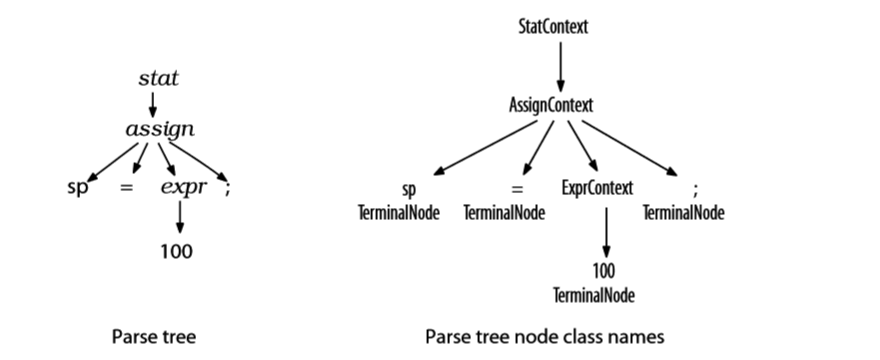 stat
assign
sp = expr ;
100
Parse tree
StatContext
AssignContext
sp = ExprContext ;
TerminalNode TerminalNode TerminalNode
100
TerminalNode
Parse tree node class names